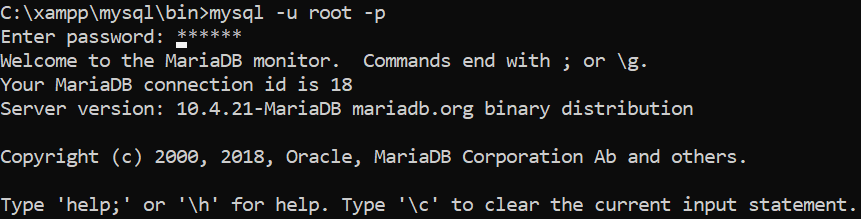 C:\xampp\mysql\bin>mysql -u root -p
Enter password: ******
Welcome to the MariaDB monitor.  Commands end with ; or \g.
Your MariaDB connection id is 18
Server version: 10.4.21-MariaDB mariadb.org binary distribution
Copyright (c) 2000, 2018, Oracle, MariaDB Corporation Ab and others.
Type 'help;' or '\h' for help. Type '\c' to clear the current input statement.